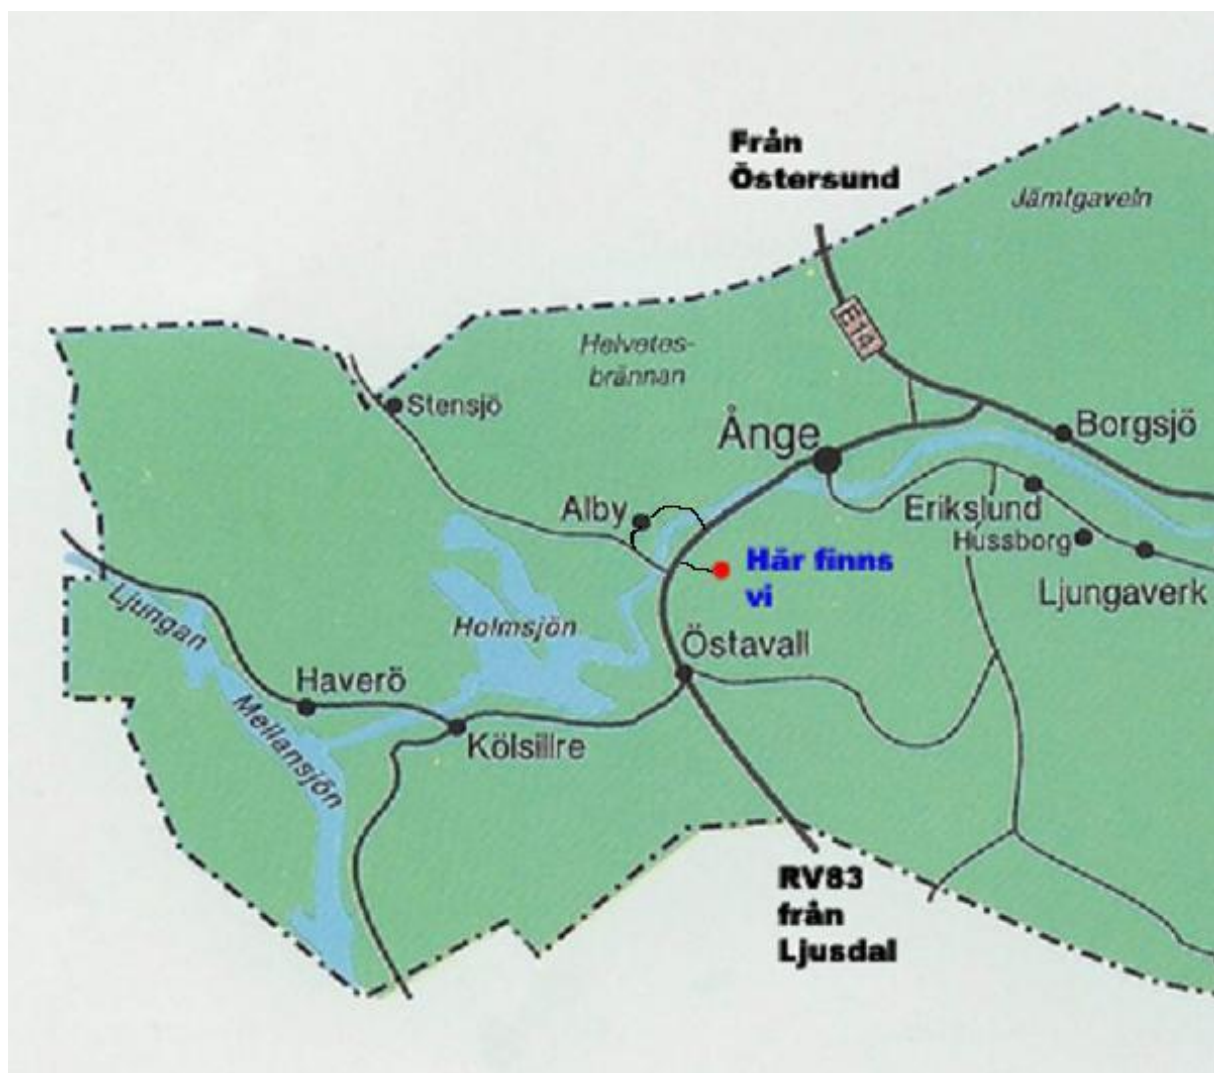 Från
Östersund
Jämtgaveln
E14
Helvetes-
brännan
Stensjö
Ånge
Borgsjö
Alby
Erikslund
Hussborg
Här finns
vi
Ljungaverk
Ljungan
Holmsjön
Östavall
Haverö
Mellansjön
Kölsillre
RV83
från
Ljusdal